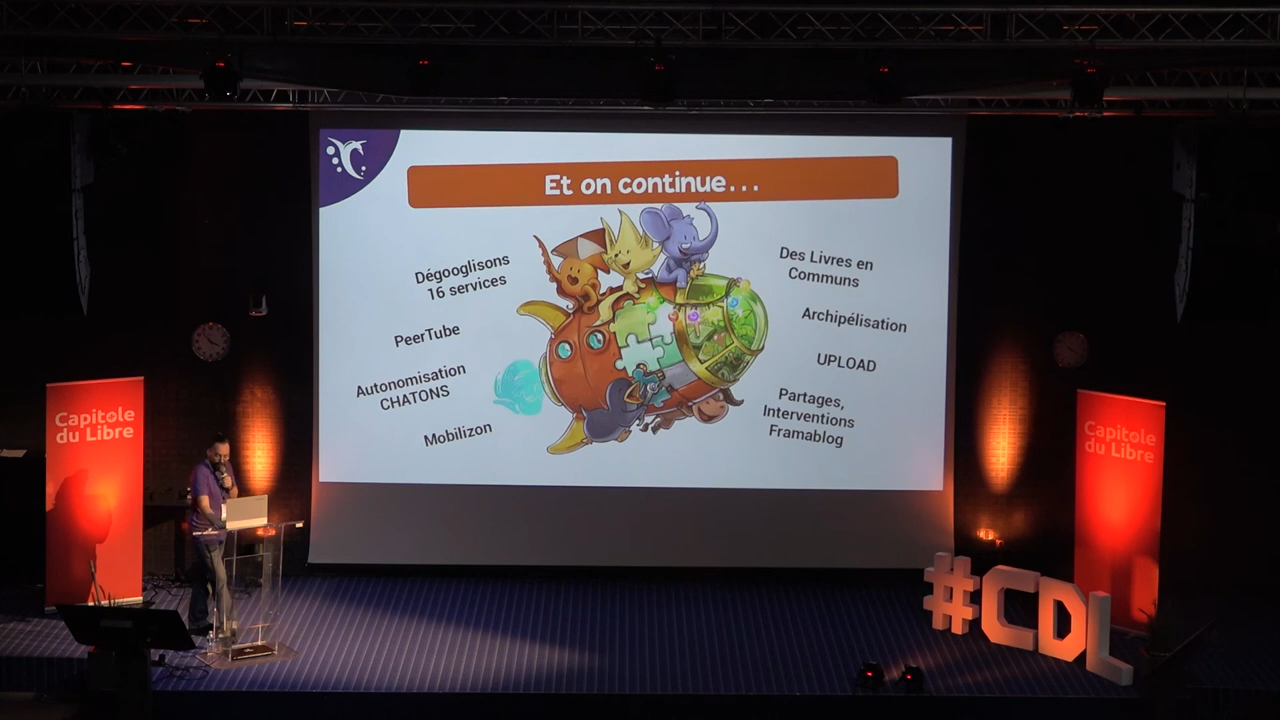 Et on continue...
Dégooglisons
16 services
PeerTube
Autonomisation
CHATONS
Mobilizon
Des Livres en
Communs
Archipélisation
UPLOAD
Partages,
Interventions
Framablog
Capitole
du Libre
Capitole
du Libre
#CDL